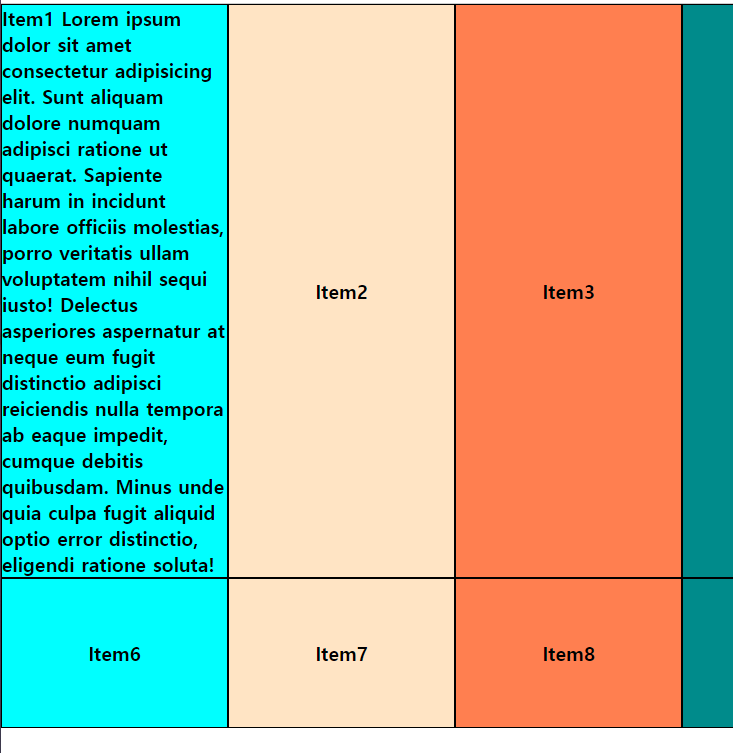 Item1 Lorem ipsum
dolor sit amet
consectetur adipisicing
elit. Sunt aliquam
dolore numquam
adipisci ratione ut
quaerat. Sapiente
harum in incidunt
labore officiis molestias,
porro veritatis ullam
voluptatem nihil sequi
iusto! Delectus
asperiores aspernatur at
neque eum fugit
distinctio adipisci
reiciendis nulla tempora
ab eaque impedit,
cumque debitis
quibusdam. Minus unde
quia culpa fugit aliquid
optio error distinctio,
eligendi ratione soluta!
Item2
Item3
Item6
Item7
Item8